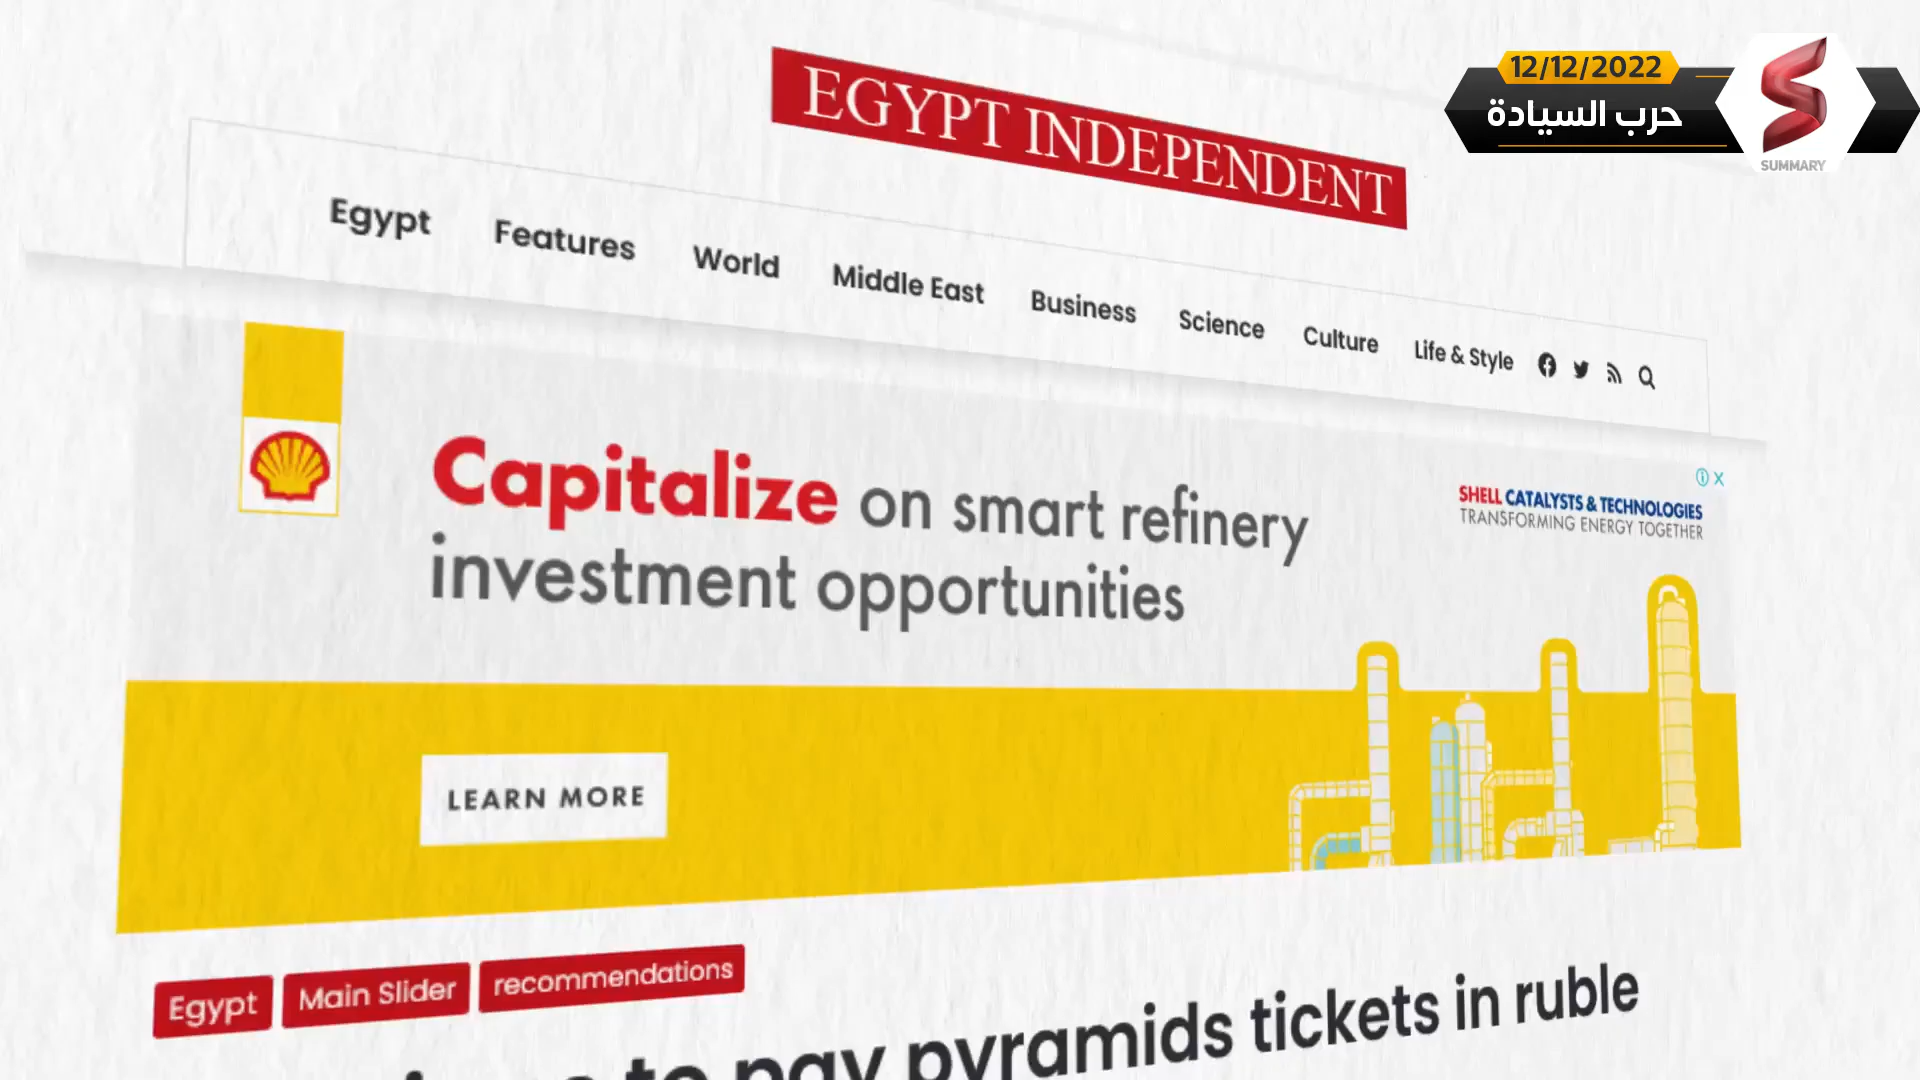 12/12/2022
حرب السيادة
SUMMARY
EGYPT INDEPENDENT
Egypt Features World Middle East Business Science Culture Life & Style
Capitalize on smart refinery
investment opportunities
SHELL CATALYSTS & TECHNOLOGIES
TRANSFORMING ENERGY TOGETHER
LEARN MORE
Egypt Main Slider recommendations
to pay pyramids tickets in ruble